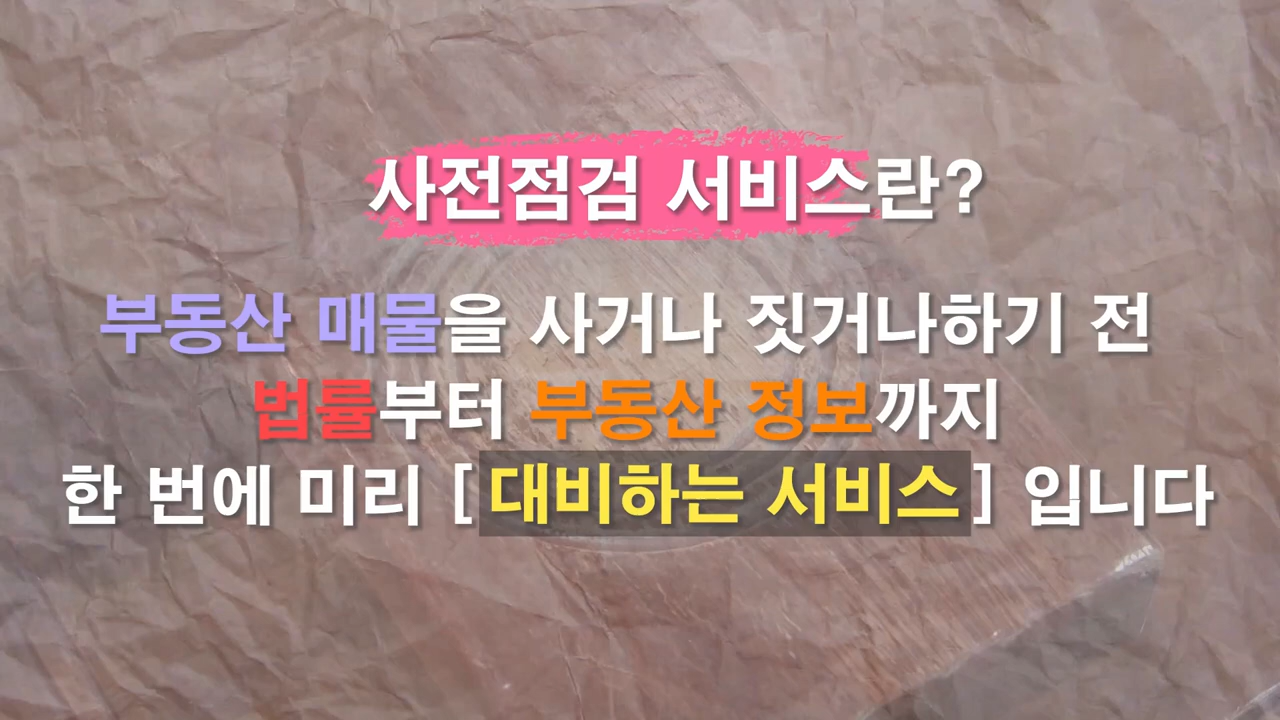 사전점검 서비스란?
부동산 매물을 사거나 짓거나하기 전
법률부터 부동산 정보까지
한 번에 미리 [대비하는 서비스] 입니다